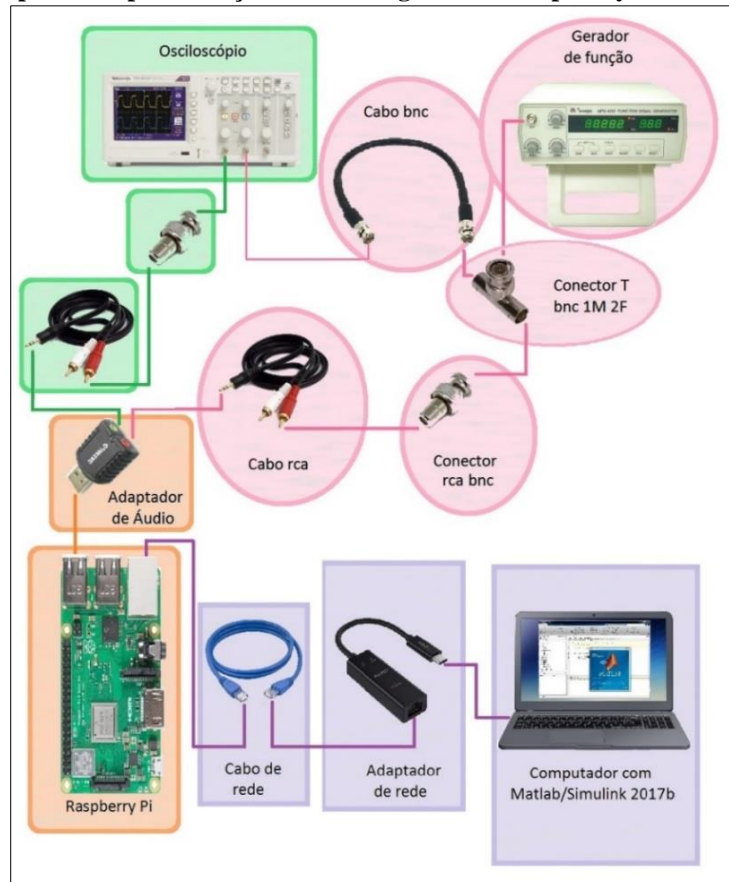 Osciloscópio
Gerador
de função
Cabo bnc
Conector T
bnc 1M 2F
Cabo rca
Conector
rca bnc
Adaptador
de Áudio
Raspberry Pi
Cabo de
rede
Adaptador
de rede
Computador com
Matlab/Simulink 2017b